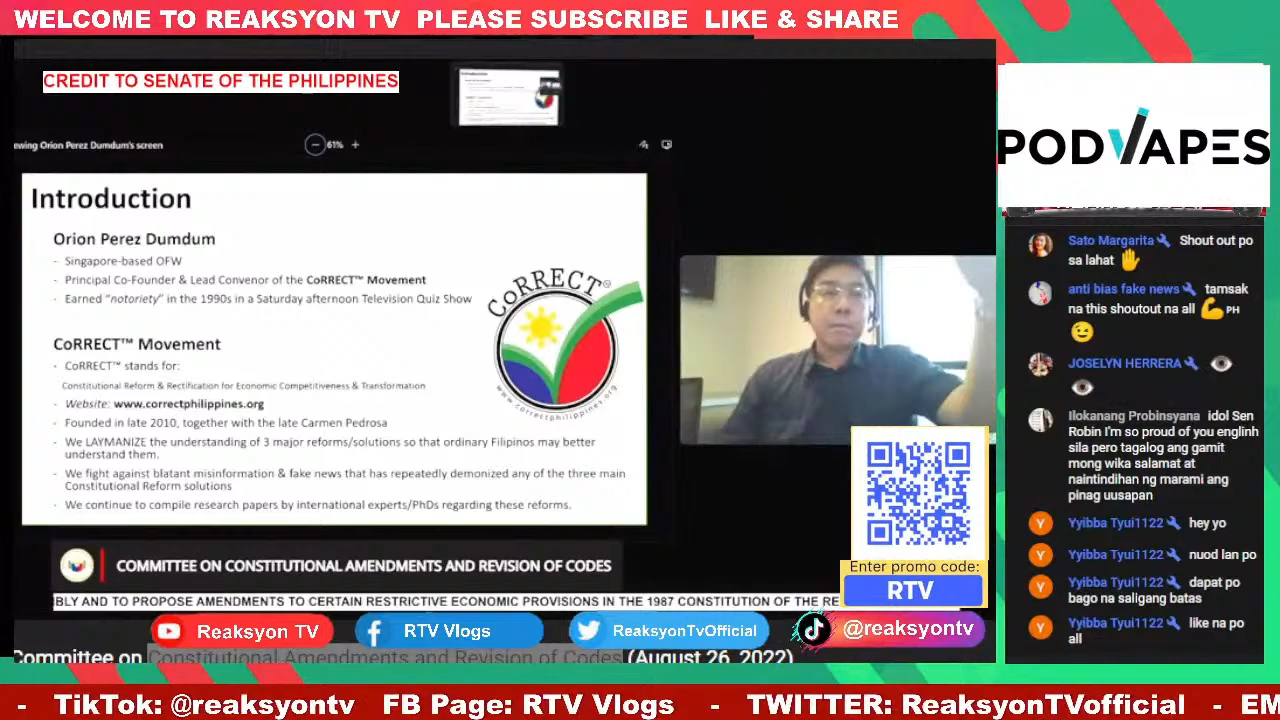 WELCOME TO REAKSYON TV PLEASE SUBSCRIBE LIKE & SHARE
CREDIT TO SENATE OF THE PHILIPPINES
ewing Orion Perez Dumdum's screen
61%
Introduction
Orion Perez Dumdum
- Singapore-based OFW
- Principal Co-Founder & Lead Convenor of the CoRRECT™ Movement
- Earned "notoriety" in the 1990s in a Saturday afternoon Television Quiz Show
CoRRECT™ Movement
- CoRRECT™ stands for:
Constitutional Reform & Rectification for Economic Competitiveness & Transformation
- Website: www.correctphilippines.org
- Founded in late 2010, together with the late Carmen Pedrosa
- We LAYMANIZE the understanding of 3 major reforms/solutions so that ordinary Filipinos may better
understand them.
- We fight against blatant misinformation & fake news that has repeatedly demonized any of the three main
Constitutional Reform solutions
- We continue to compile research papers by international experts/PhDs regarding these reforms.
CoRRECT®
www.correctphilippines.org
COMMITTEE ON CONSTITUTIONAL AMENDMENTS AND REVISION OF CODES
BLY AND TO PROPOSE AMENDMENTS TO CERTAIN RESTRICTIVE ECONOMIC PROVISIONS IN THE 1987 CONSTITUTION OF THE RE
Enter promo code:
RTV
Reaksyon TV
RTV Vlogs
ReaksyonTvOfficial
@reaksyontv
Committee on Constitutional Amendments and Revision of Codes (August 26, 2022)
PODVAPES
Sato Margarita Shout out po
sa lahat ✋
anti bias fake news tamsak
na this shoutout na all 💪 PH
😉
JOSELYN HERRERA 👁
👁
Ilokanang Probinsyana idol Sen
Robin I'm so proud of you englinh
sila pero tagalog ang gamit
mong wika salamat at
naintindihan ng marami ang
pinag uusapan
Y Yyibba Tyui1122 hey yo
Y Yyibba Tyui1122 nuod lan po
Y Yyibba Tyui1122 dapat po
bago na saligang batas
Y Yyibba Tyui1122 like na po
all
- TikTok: @reaksyontv FB Page: RTV Vlogs - TWITTER: ReaksyonTVofficial - EM